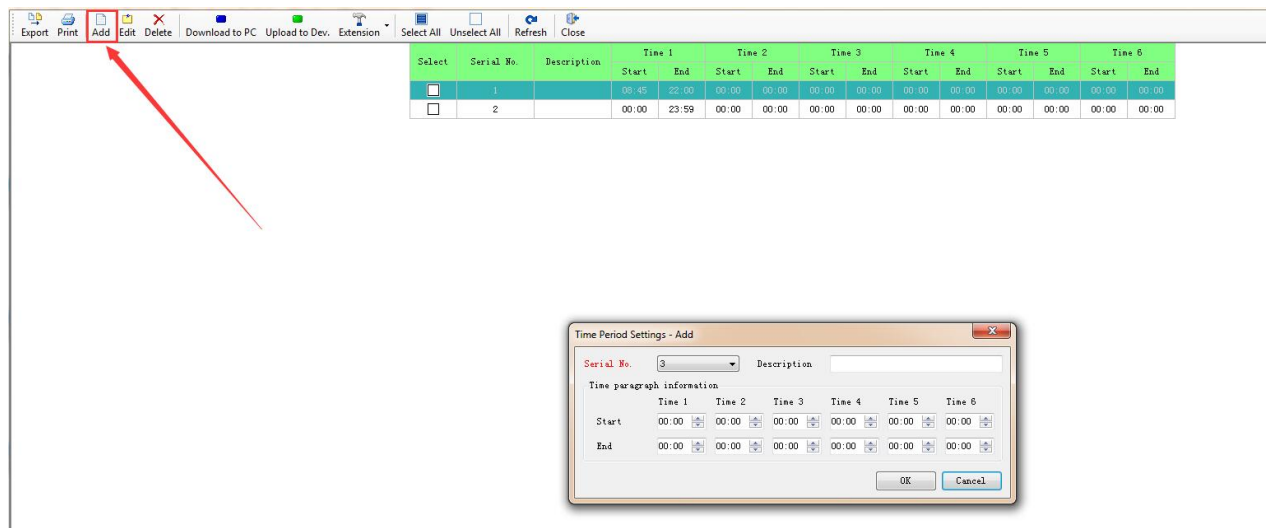 Export Print Add Edit Delete Download to PC Upload to Dev. Extension Select All Unselect All Refresh Close
Select Serial No. Description Time 1 Time 2 Time 3 Time 4 Time 5 Time 6
Start End Start End Start End Start End Start End Start End
1 08:45 22:00 00:00 00:00 00:00 00:00 00:00 00:00 00:00 00:00 00:00 00:00
2 00:00 23:59 00:00 00:00 00:00 00:00 00:00 00:00 00:00 00:00 00:00 00:00
Time Period Settings - Add
Serial No. 3 Description
Time paragraph information
Time 1 Time 2 Time 3 Time 4 Time 5 Time 6
Start 00:00 00:00 00:00 00:00 00:00 00:00
End 00:00 00:00 00:00 00:00 00:00 00:00
OK Cancel